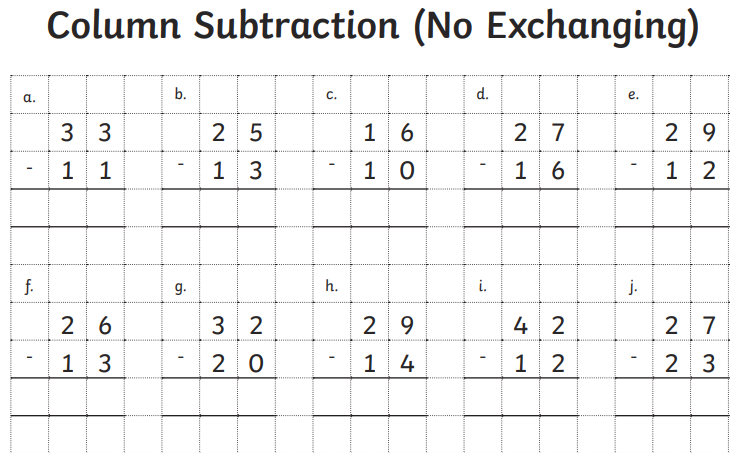 Column Subtraction (No Exchanging)
a. b. c. d. e.
3 3 2 5 1 6 2 7 2 9
- 1 1 - 1 3 - 1 0 - 1 6 - 1 2
f. g. h. i. j.
2 6 3 2 2 9 4 2 2 7
- 1 3 - 2 0 - 1 4 - 1 2 - 2 3